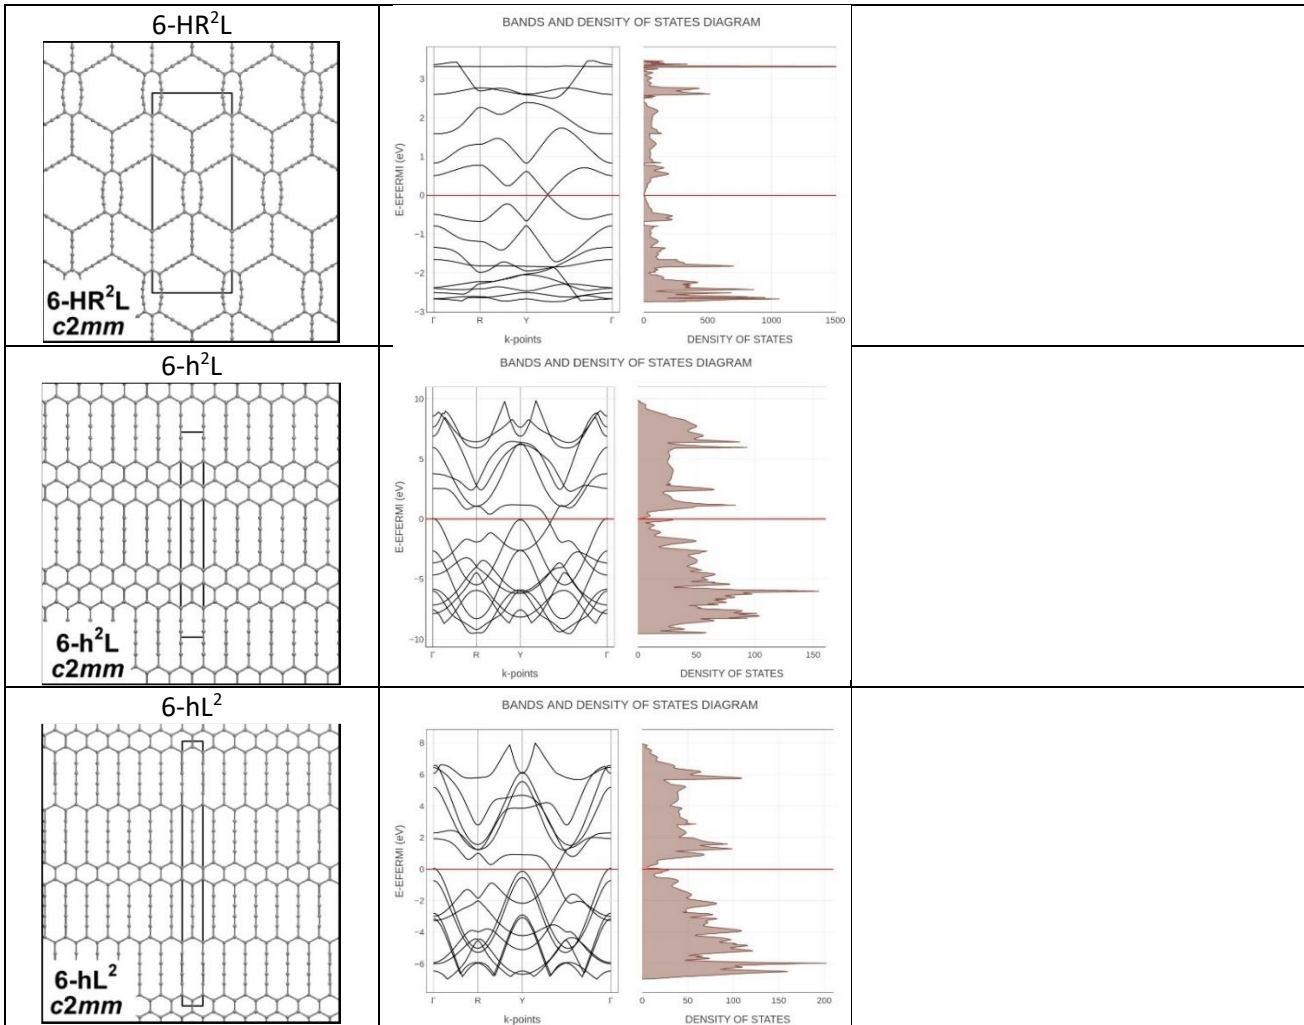 6-HR²L
6-HR²L
c2mm
BANDS AND DENSITY OF STATES DIAGRAM
E-EFERMI (eV)
3
2
1
0
−1
−2
−3
Γ R Y Γ
k-points
0 500 1000 1500
DENSITY OF STATES
6-h²L
6-h²L
c2mm
BANDS AND DENSITY OF STATES DIAGRAM
E-EFERMI (eV)
10
5
0
−5
−10
Γ R Y Γ
k-points
0 50 100 150
DENSITY OF STATES
6-hL²
6-hL²
c2mm
BANDS AND DENSITY OF STATES DIAGRAM
E-EFERMI (eV)
8
6
4
2
0
−2
−4
−6
Γ R Y Γ
k-points
0 50 100 150 200
DENSITY OF STATES